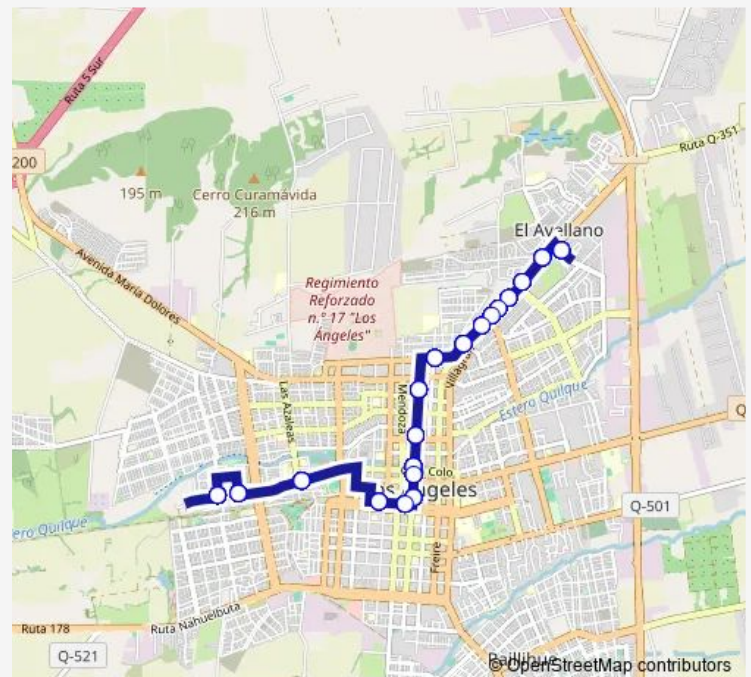 Ruta 5 Sur
200
195 m
Cerro Curamávida
216 m
Ruta Q-351
El Avellano
Avenida María Dolores
Regimiento
Reforzado
n.° 17 "Los
Ángeles"
Villagrán
Mendoza
Las Azaleas
Estero Quilque
Q
Colo
Los Ángeles
Q-501
Estero Quilque
Freire
Ruta Nahuelbuta
Ruta 178
Q-521
Paillihue
© OpenStreetMap contributors